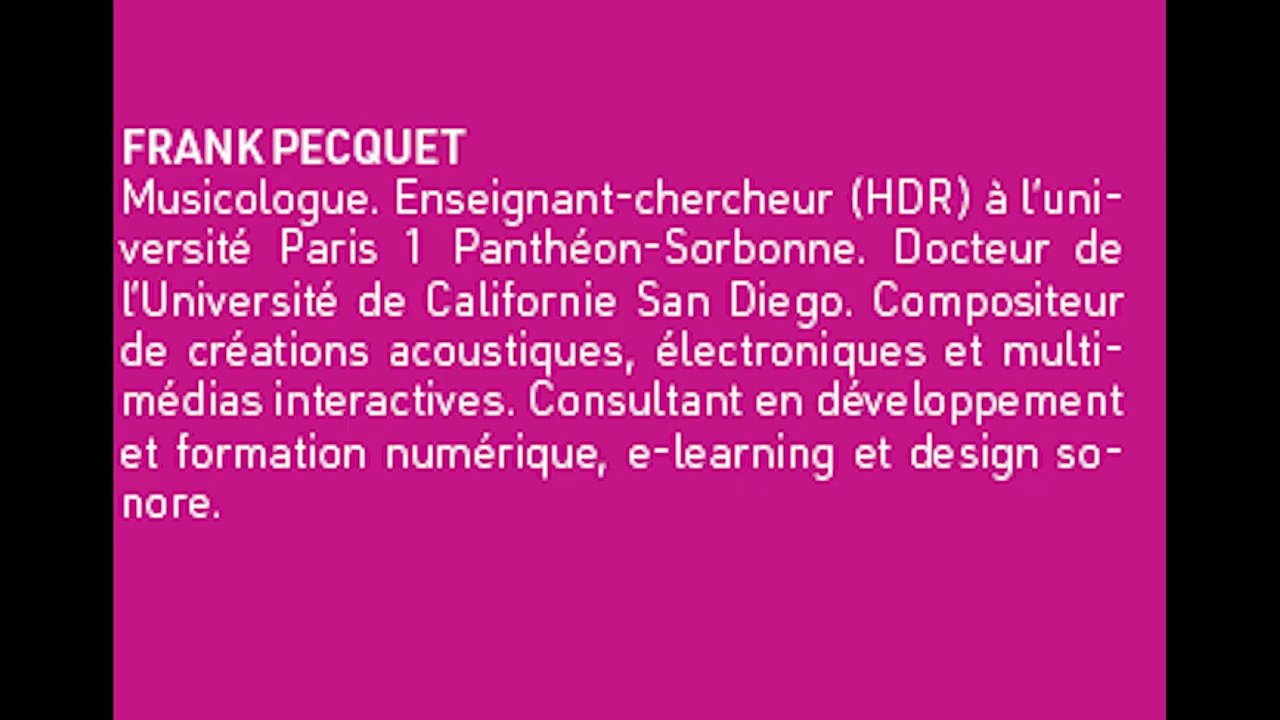 FRANK PECQUET
Musicologue. Enseignant-chercheur (HDR) à l'uni-
versité Paris 1 Panthéon-Sorbonne. Docteur de
l'Université de Californie San Diego. Compositeur
de créations acoustiques, électroniques et multi-
médias interactives. Consultant en développement
et formation numérique, e-learning et design so-
nore.